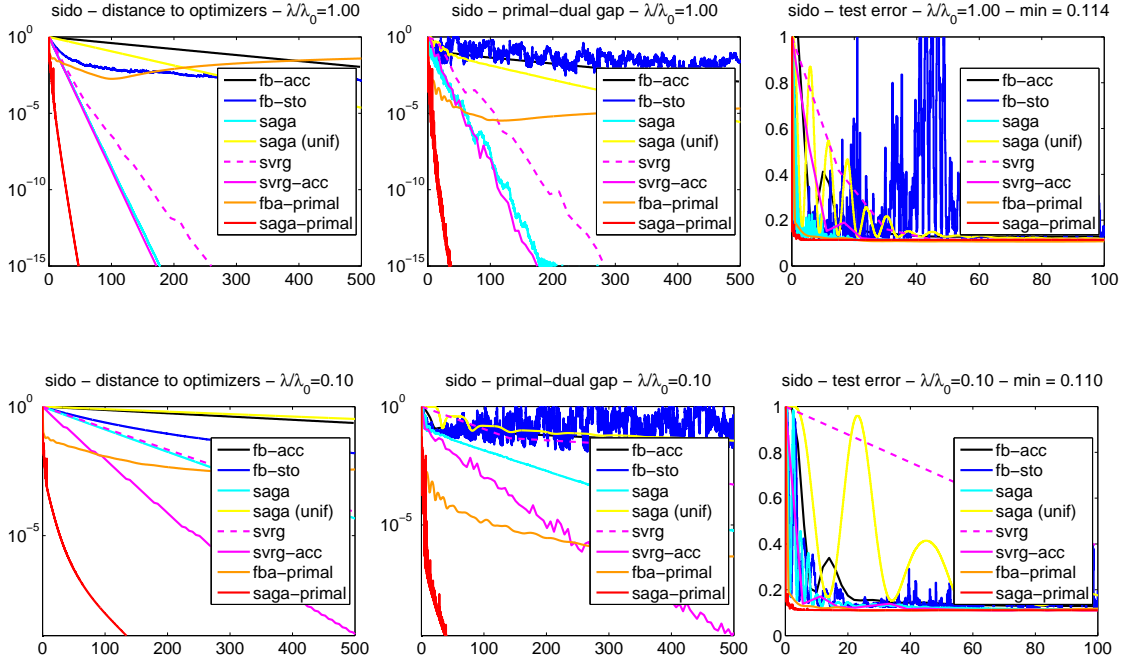 sido − distance to optimizers − λ/λ0=1.00
10^0
10^−5
10^−10
10^−15
0 100 200 300 400 500
fb−acc
fb−sto
saga
saga (unif)
svrg
svrg−acc
fba−primal
saga−primal
sido − primal−dual gap − λ/λ0=1.00
10^0
10^−5
10^−10
10^−15
0 100 200 300 400 500
fb−acc
fb−sto
saga
saga (unif)
svrg
svrg−acc
fba−primal
saga−primal
sido − test error − λ/λ0=1.00 − min = 0.114
1
0.8
0.6
0.4
0.2
0
0 20 40 60 80 100
fb−acc
fb−sto
saga
saga (unif)
svrg
svrg−acc
fba−primal
saga−primal
sido − distance to optimizers − λ/λ0=0.10
10^0
10^−5
0 100 200 300 400 500
fb−acc
fb−sto
saga
saga (unif)
svrg
svrg−acc
fba−primal
saga−primal
sido − primal−dual gap − λ/λ0=0.10
10^0
10^−5
0 100 200 300 400 500
fb−acc
fb−sto
saga
saga (unif)
svrg
svrg−acc
fba−primal
saga−primal
sido − test error − λ/λ0=0.10 − min = 0.110
1
0.8
0.6
0.4
0.2
0
0 20 40 60 80 100
fb−acc
fb−sto
saga
saga (unif)
svrg
svrg−acc
fba−primal
saga−primal